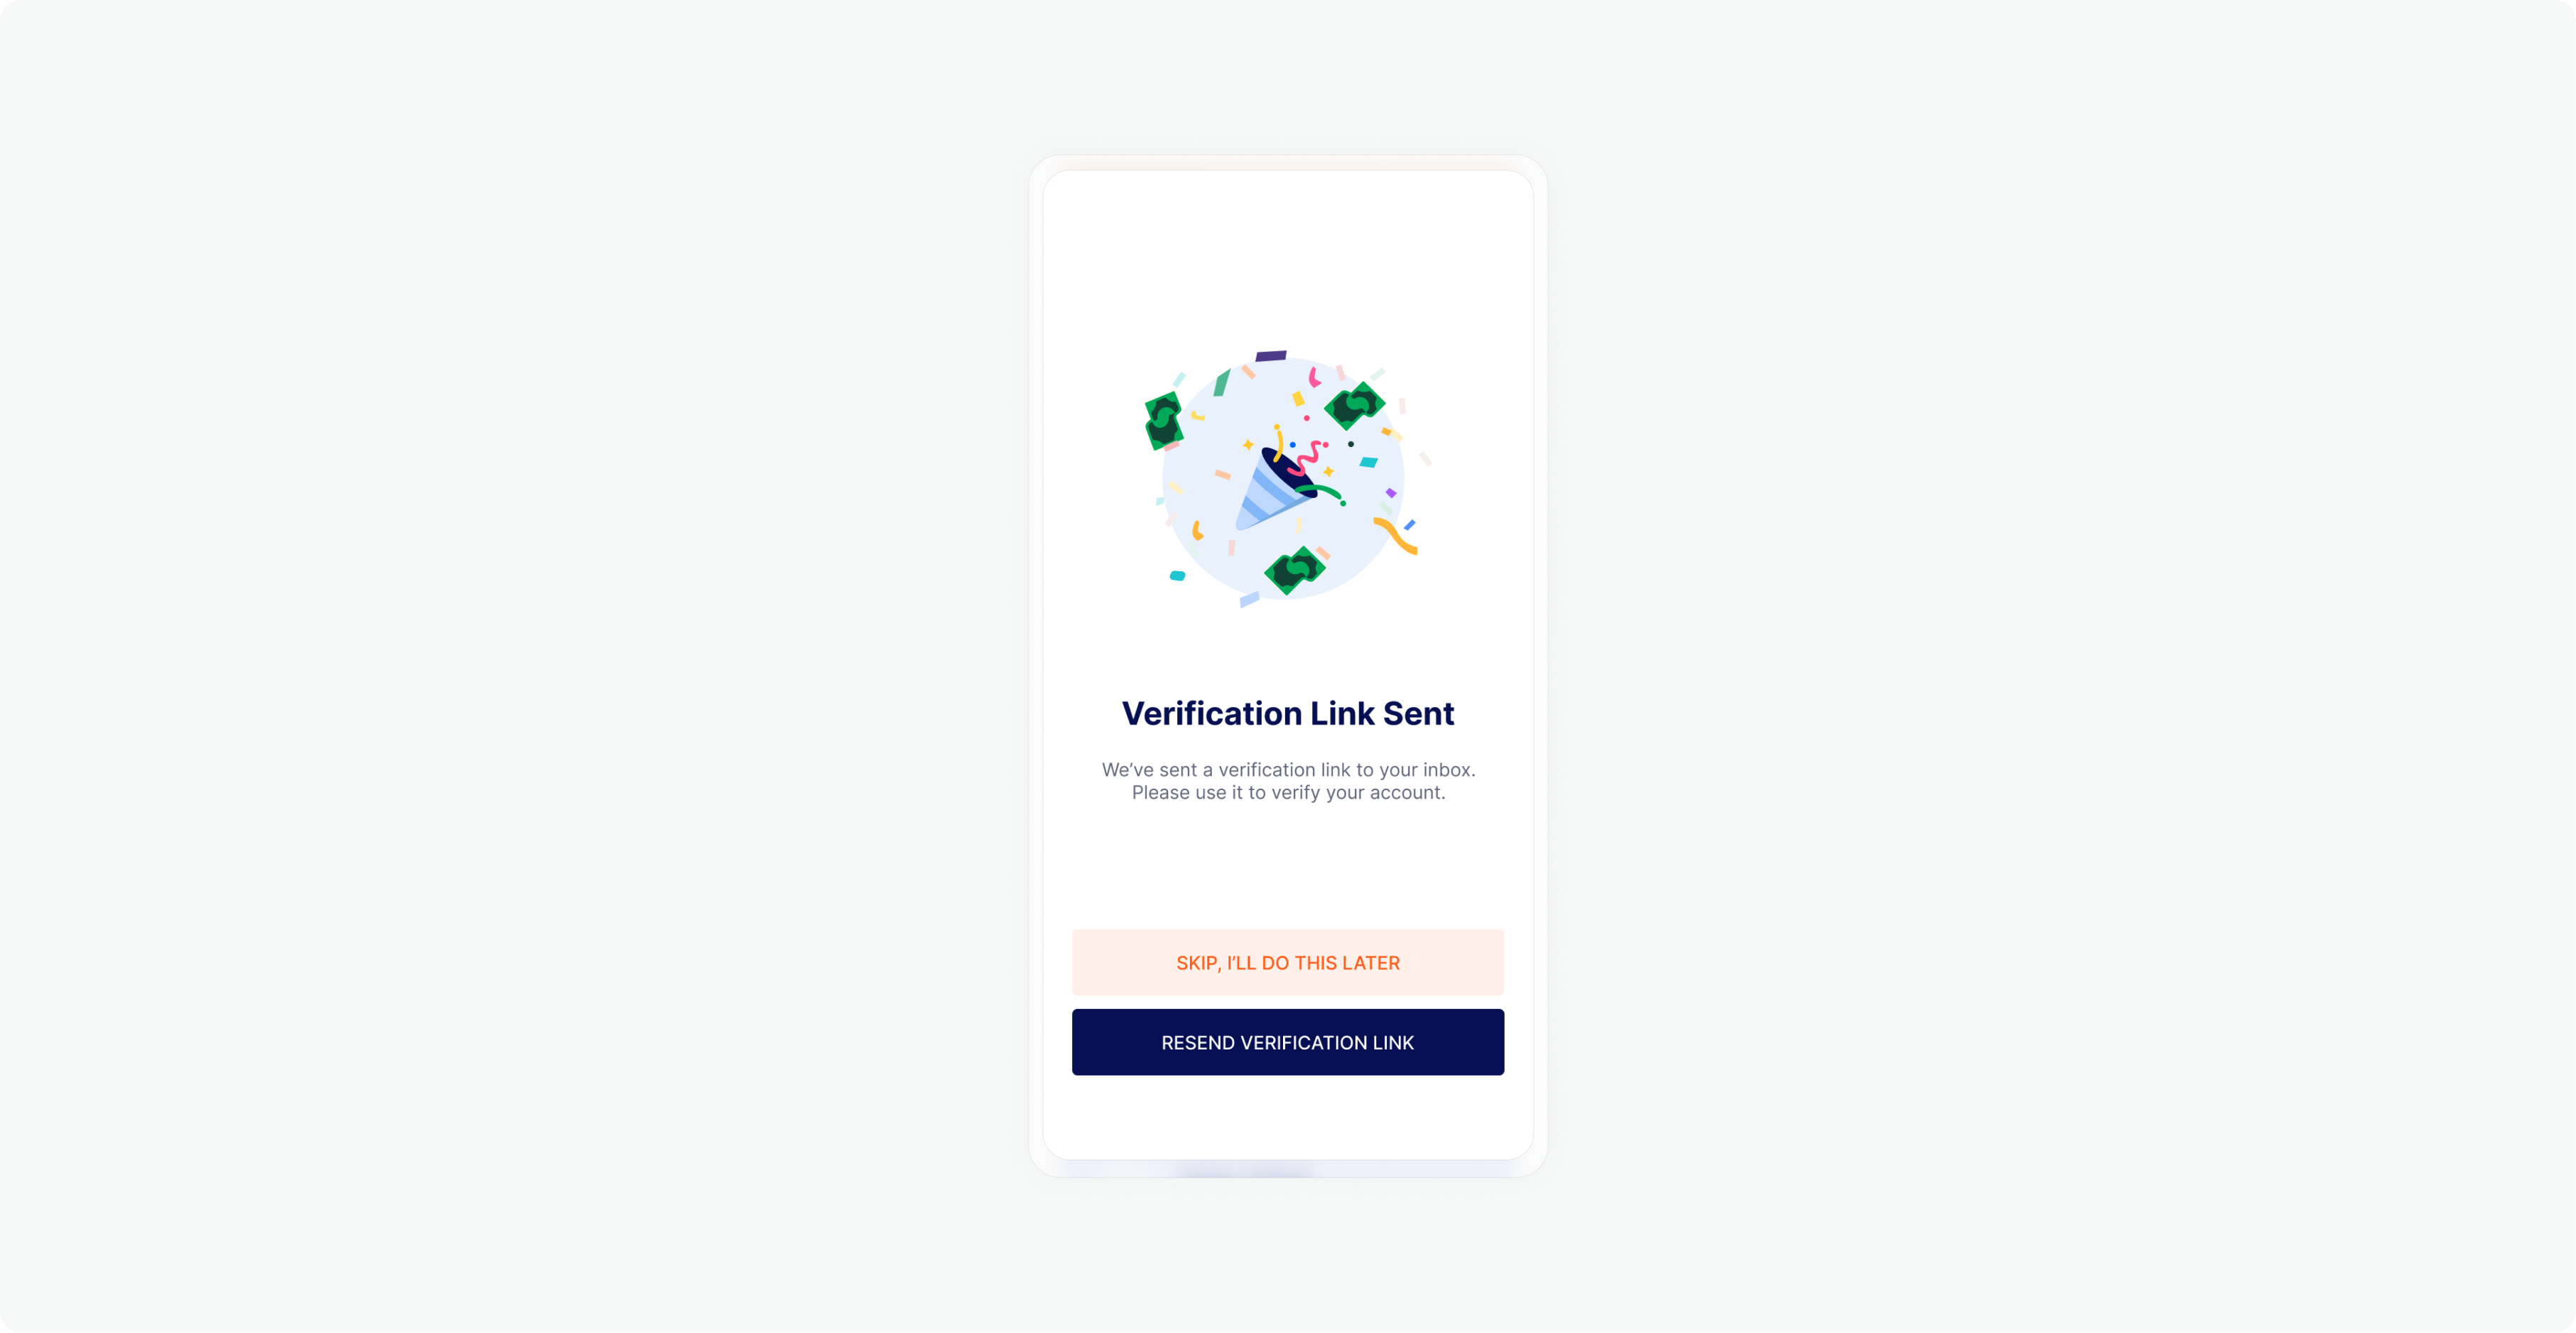 Verification Link Sent
We’ve sent a verification link to your inbox.
Please use it to verify your account.
SKIP, I’LL DO THIS LATER
RESEND VERIFICATION LINK